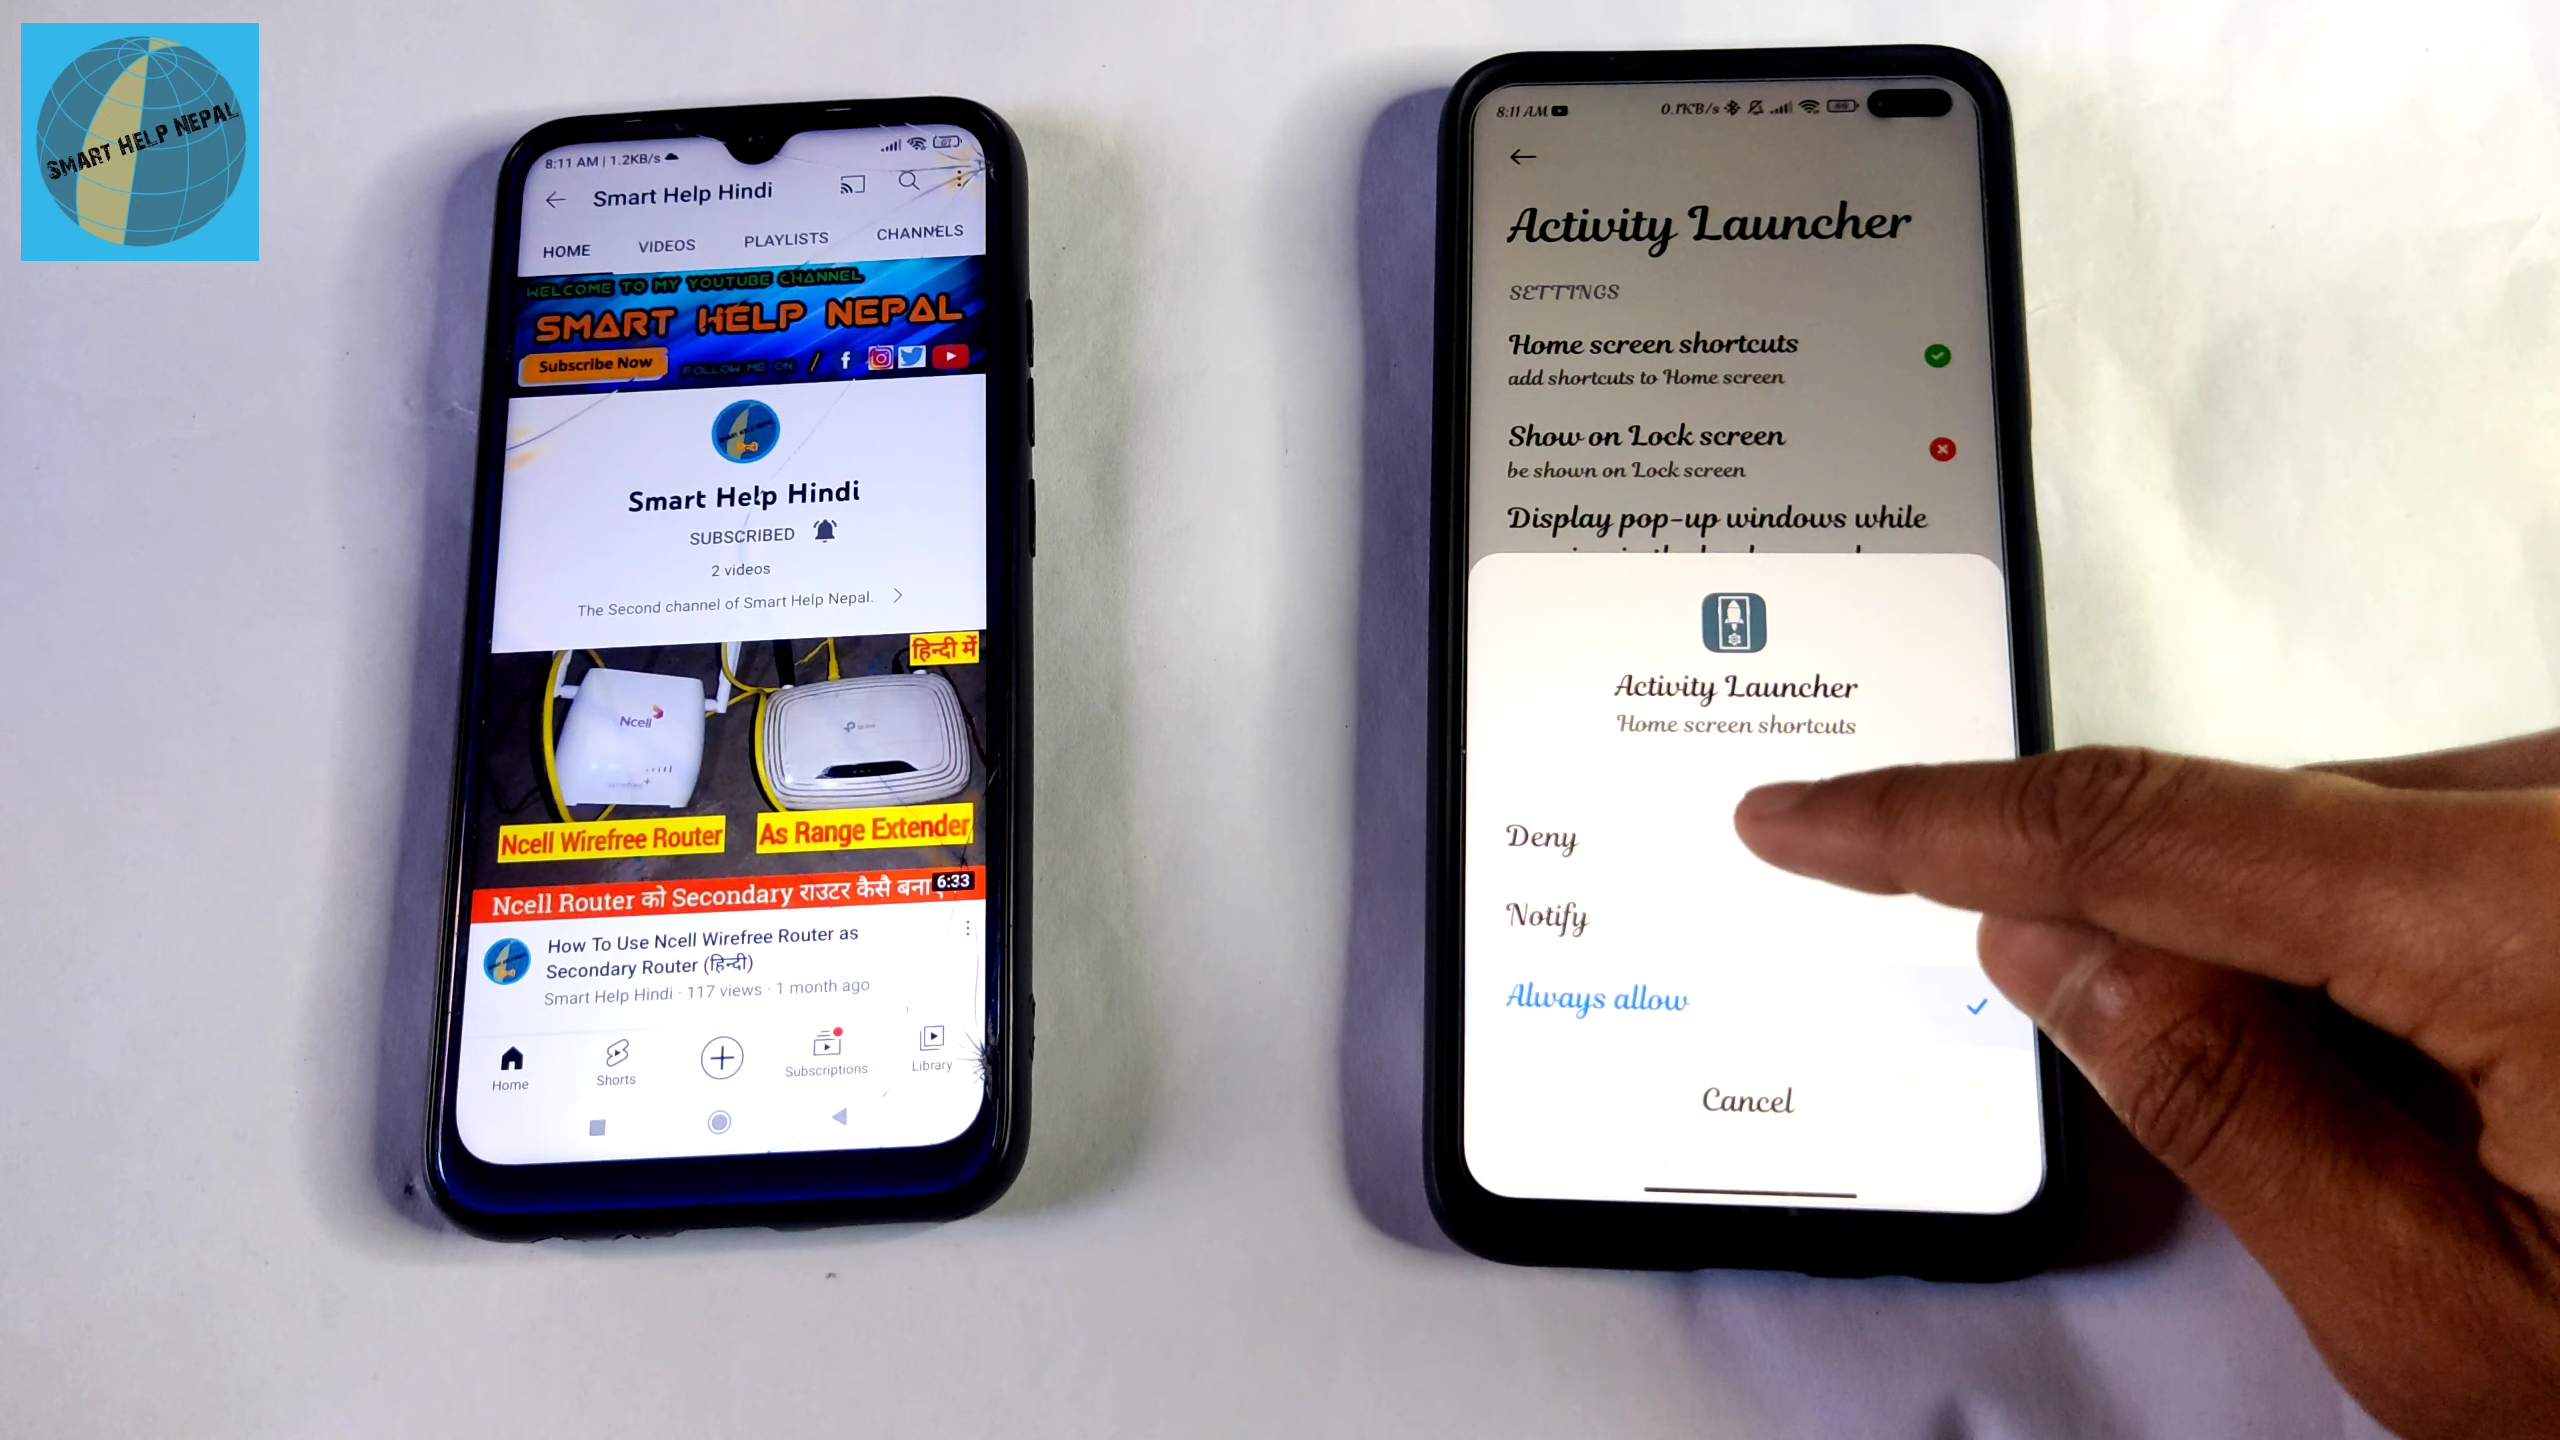 SMART HELP NEPAL
8:11 AM | 1.2KB/s
Smart Help Hindi
HOME VIDEOS PLAYLISTS CHANNELS
WELCOME TO MY YOUTUBE CHANNEL
SMART HELP NEPAL
Subscribe Now FOLLOW ME ON /
Smart Help Hindi
SUBSCRIBED
2 videos
The Second channel of Smart Help Nepal.
हिन्दी में
Ncell
Wirefree+
tp-link
Ncell Wirefree Router As Range Extender
Ncell Router को Secondary राउटर कैसै बना
6:33
How To Use Ncell Wirefree Router as
Secondary Router (हिन्दी)
Smart Help Hindi · 117 views · 1 month ago
Home Shorts Subscriptions Library
8:11 AM 0.1KB/s
Activity Launcher
SETTINGS
Home screen shortcuts
add shortcuts to Home screen
Show on Lock screen
be shown on Lock screen
Display pop-up windows while
Activity Launcher
Home screen shortcuts
Deny
Notify
Always allow
Cancel